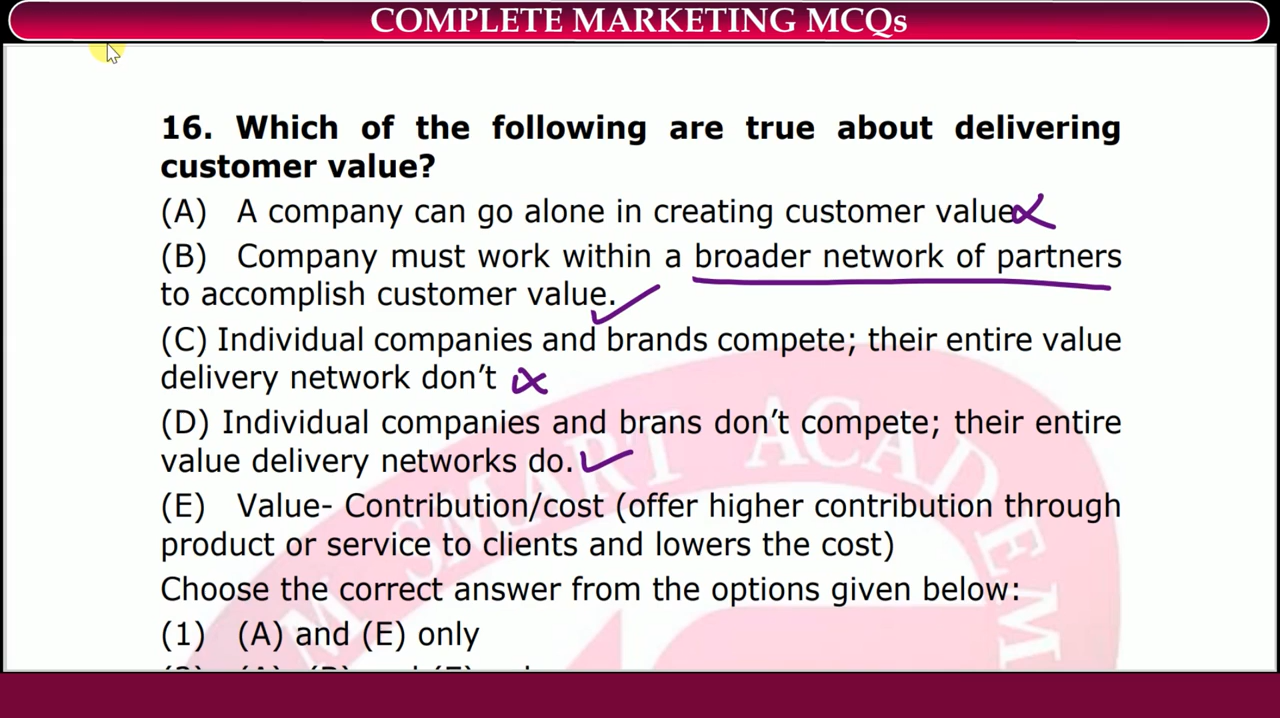 COMPLETE MARKETING MCQs
16. Which of the following are true about delivering
customer value?
(A) A company can go alone in creating customer value
(B) Company must work within a broader network of partners
to accomplish customer value.
(C) Individual companies and brands compete; their entire value
delivery network don’t
(D) Individual companies and brans don’t compete; their entire
value delivery networks do.
(E) Value- Contribution/cost (offer higher contribution through
product or service to clients and lowers the cost)
Choose the correct answer from the options given below:
(1) (A) and (E) only
M SMART ACADEM